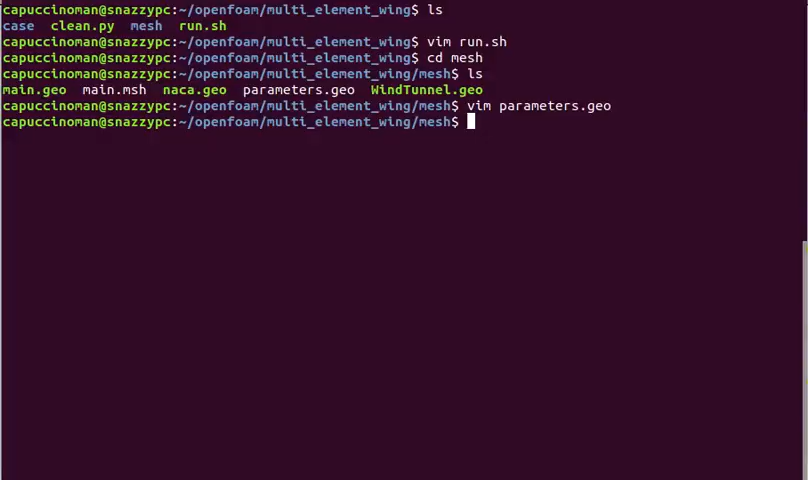 capuccinoman@snazzypc:~/openfoam/multi_element_wing$ ls
case clean.py mesh run.sh
capuccinoman@snazzypc:~/openfoam/multi_element_wing$ vim run.sh
capuccinoman@snazzypc:~/openfoam/multi_element_wing$ cd mesh
capuccinoman@snazzypc:~/openfoam/multi_element_wing/mesh$ ls
main.geo main.msh naca.geo parameters.geo WindTunnel.geo
capuccinoman@snazzypc:~/openfoam/multi_element_wing/mesh$ vim parameters.geo
capuccinoman@snazzypc:~/openfoam/multi_element_wing/mesh$